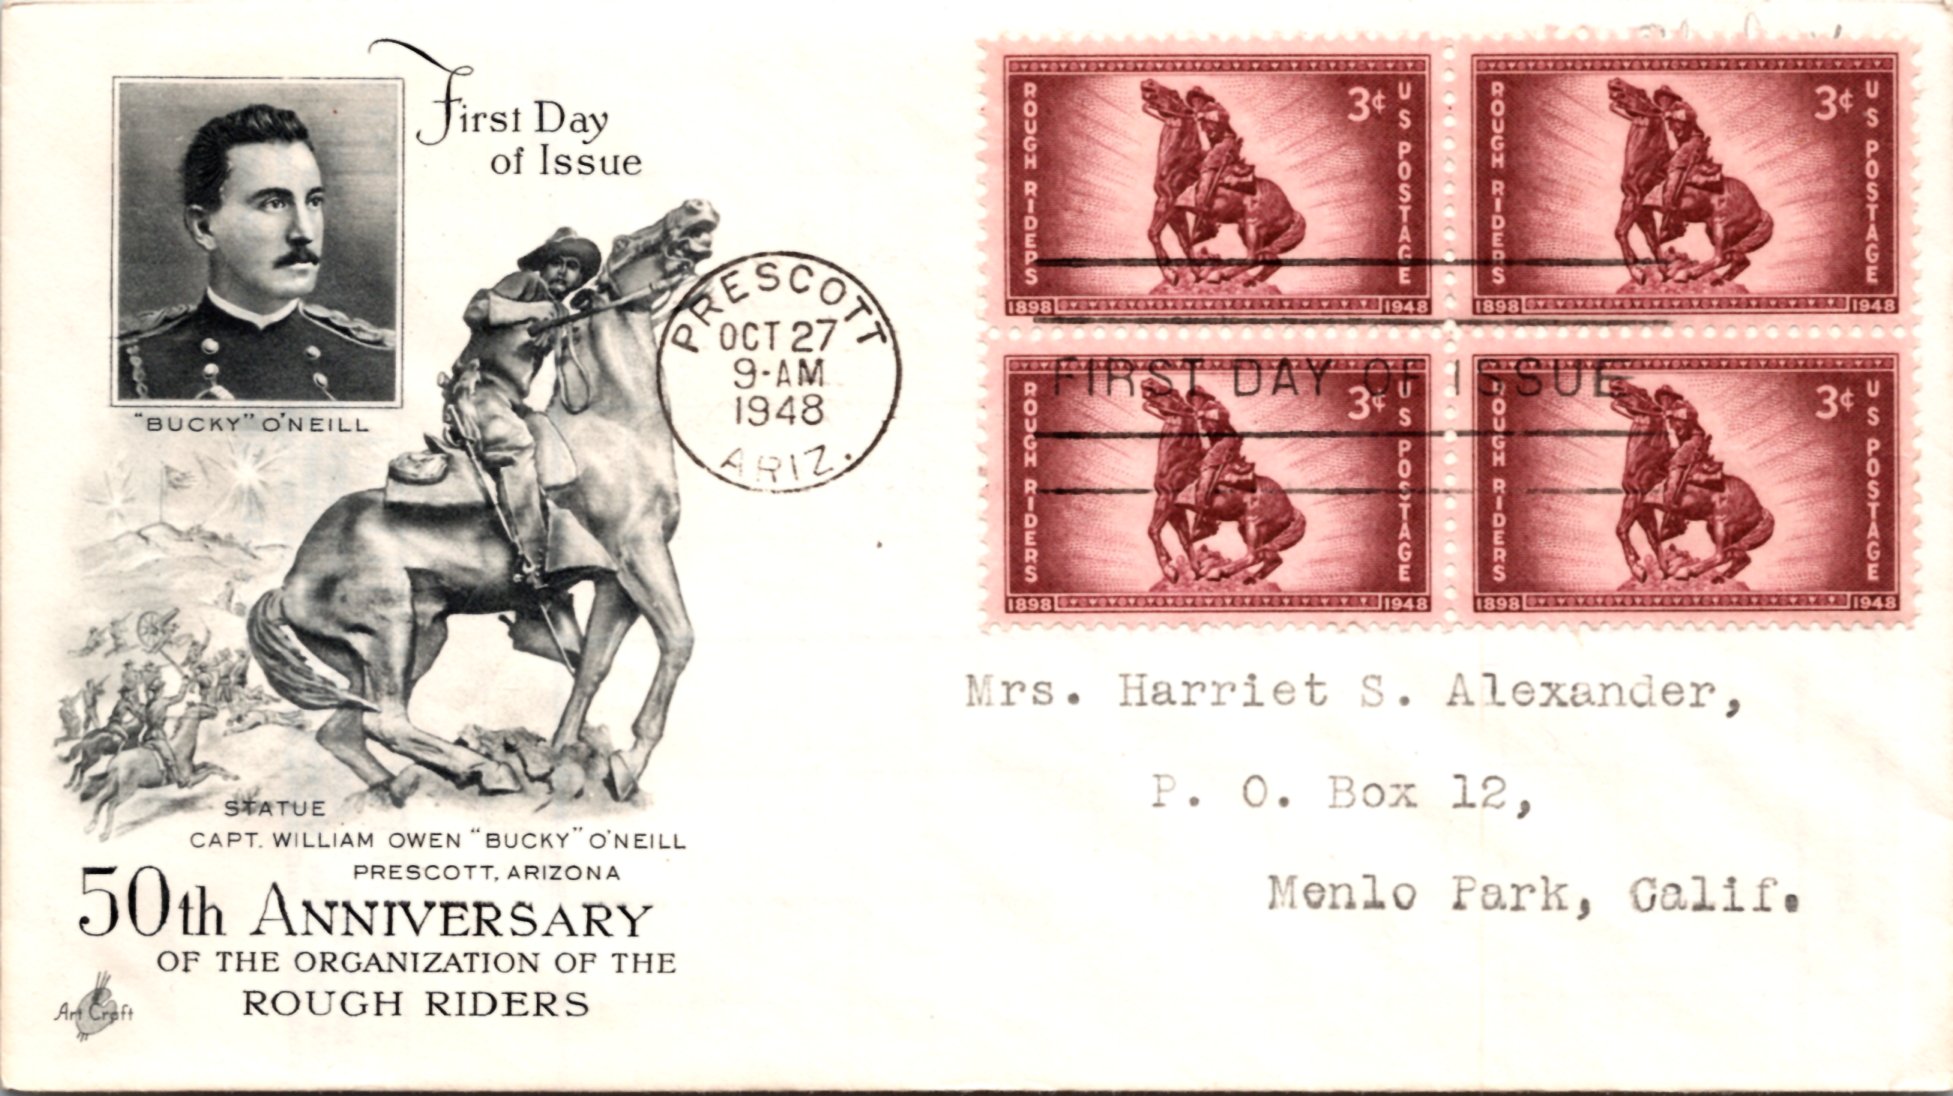 First Day
of Issue
"BUCKY" O'NEILL
PRESCOTT
OCT 27
9-AM
1948
ARIZ.
STATUE
CAPT. WILLIAM OWEN "BUCKY" O'NEILL
PRESCOTT, ARIZONA
50th ANNIVERSARY
OF THE ORGANIZATION OF THE
ROUGH RIDERS
Art Craft
ROUGH RIDERS
3¢
US POSTAGE
1898
1948
ROUGH RIDERS
3¢
US POSTAGE
1898
1948
FIRST DAY OF ISSUE
ROUGH RIDERS
3¢
US POSTAGE
1898
1948
ROUGH RIDERS
3¢
US POSTAGE
1898
1948
Mrs. Harriet S. Alexander,
P. O. Box 12,
Menlo Park, Calif.